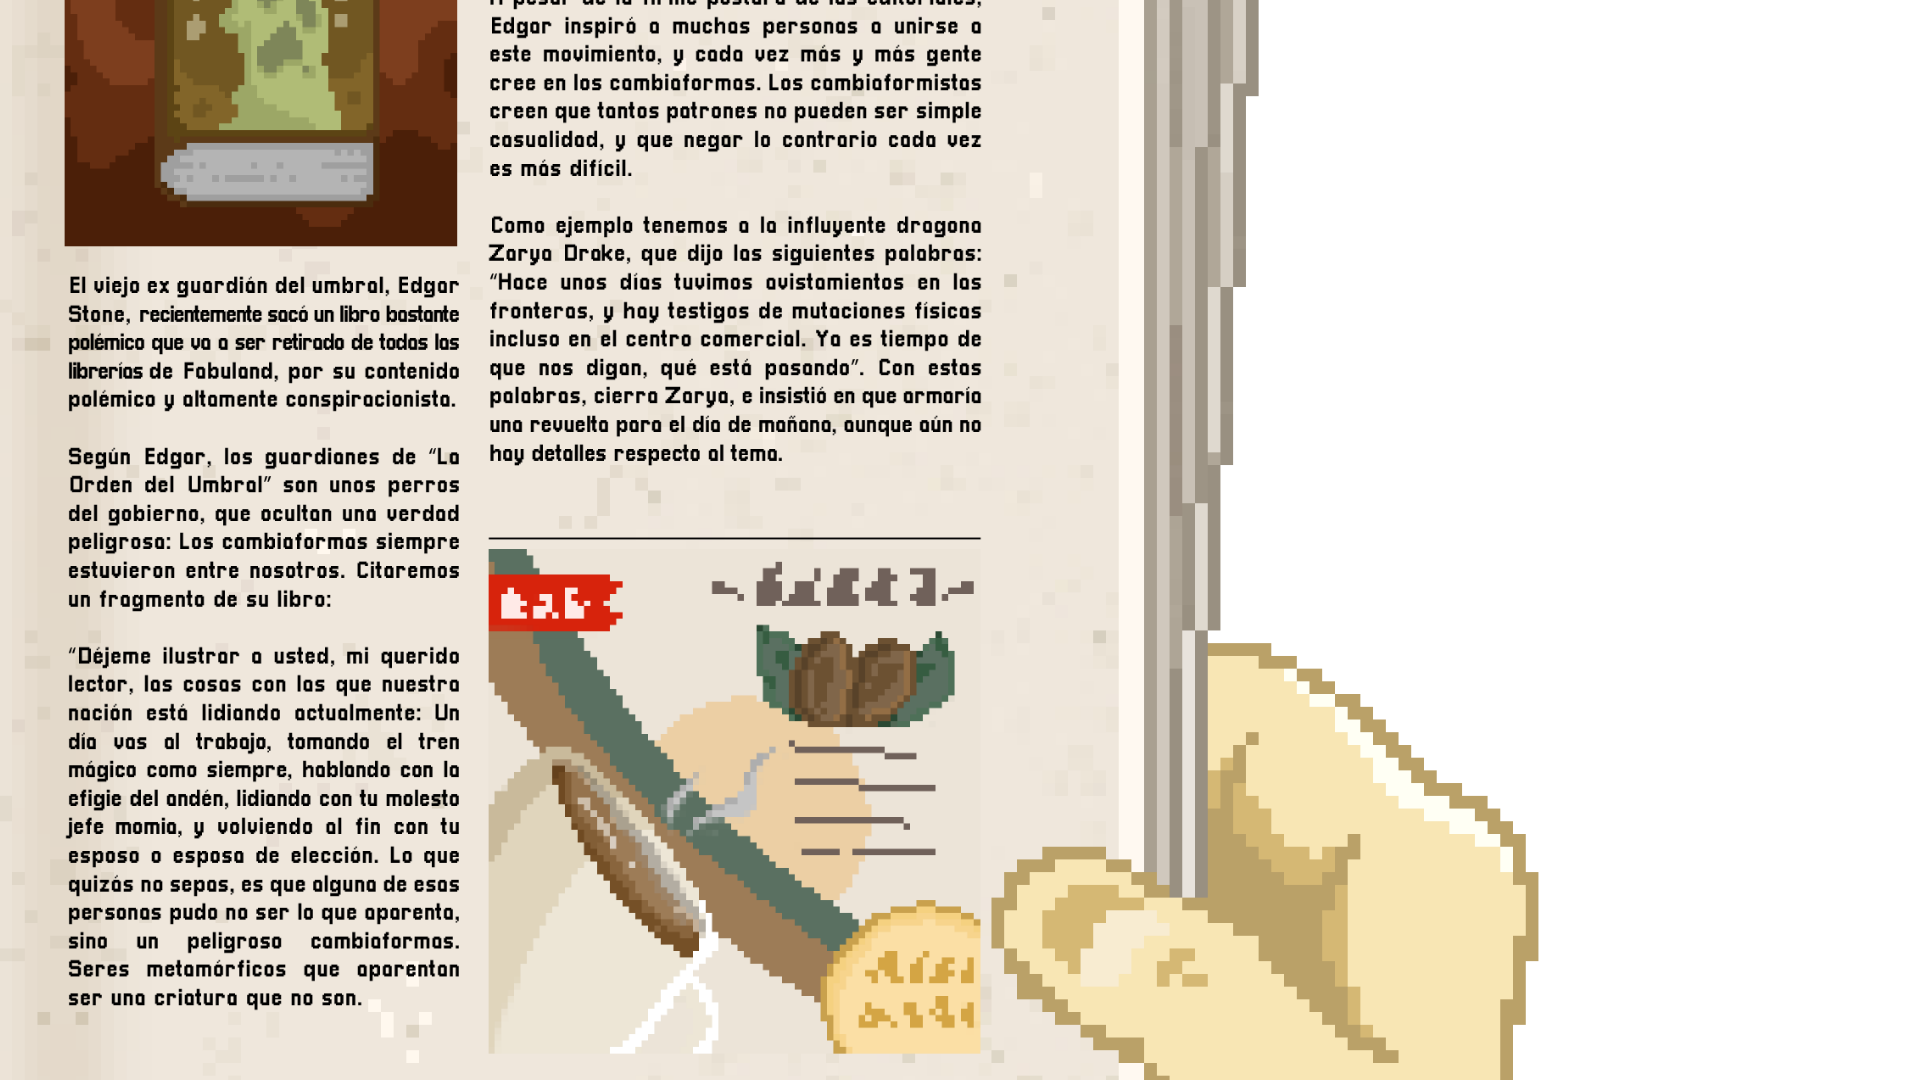 El viejo ex guardián del umbral, Edgar
Stone, recientemente sacó un libro bastante
polémico que va a ser retirado de todas las
librerías de Fabuland, por su contenido
polémico y altamente conspiracionista.
Según Edgar, los guardianes de “La
Orden del Umbral” son unos perros
del gobierno, que ocultan una verdad
peligrosa: Los cambiaformas siempre
estuvieron entre nosotros. Citaremos
un fragmento de su libro:
“Déjeme ilustrar a usted, mi querido
lector, las cosas con las que nuestra
nación está lidiando actualmente: Un
día vas al trabajo, tomando el tren
mágico como siempre, hablando con la
efigie del andén, lidiando con tu molesto
jefe momia, y volviendo al fin con tu
esposo o esposa de elección. Lo que
quizás no sepas, es que alguna de esas
personas pudo no ser lo que aparenta,
sino un peligroso cambiaformas.
Seres metamórficos que aparentan
ser una criatura que no son.
A pesar de la firme postura de las editoriales,
Edgar inspiró a muchas personas a unirse a
este movimiento, y cada vez más y más gente
cree en los cambiaformas. Los cambiaformistas
creen que tantos patrones no pueden ser simple
casualidad, y que negar lo contrario cada vez
es más difícil.
Como ejemplo tenemos a la influyente dragona
Zarya Drake, que dijo las siguientes palabras:
“Hace unos días tuvimos avistamientos en las
fronteras, y hay testigos de mutaciones físicas
incluso en el centro comercial. Ya es tiempo de
que nos digan, qué está pasando”. Con estas
palabras, cierra Zarya, e insistió en que armaría
una revuelta para el día de mañana, aunque aún no
hay detalles respecto al tema.